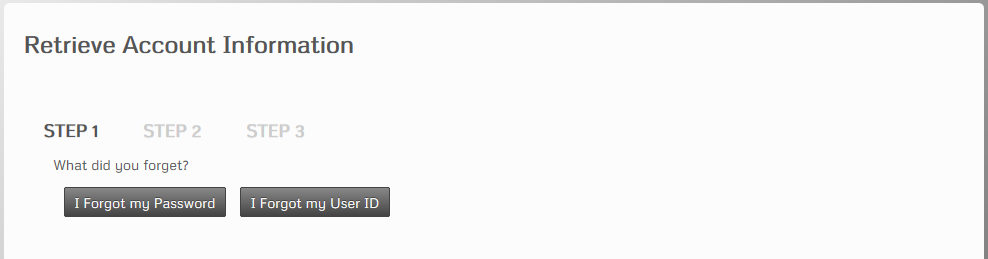 Retrieve Account Information
STEP 1 STEP 2 STEP 3
What did you forget?
I Forgot my Password I Forgot my User ID